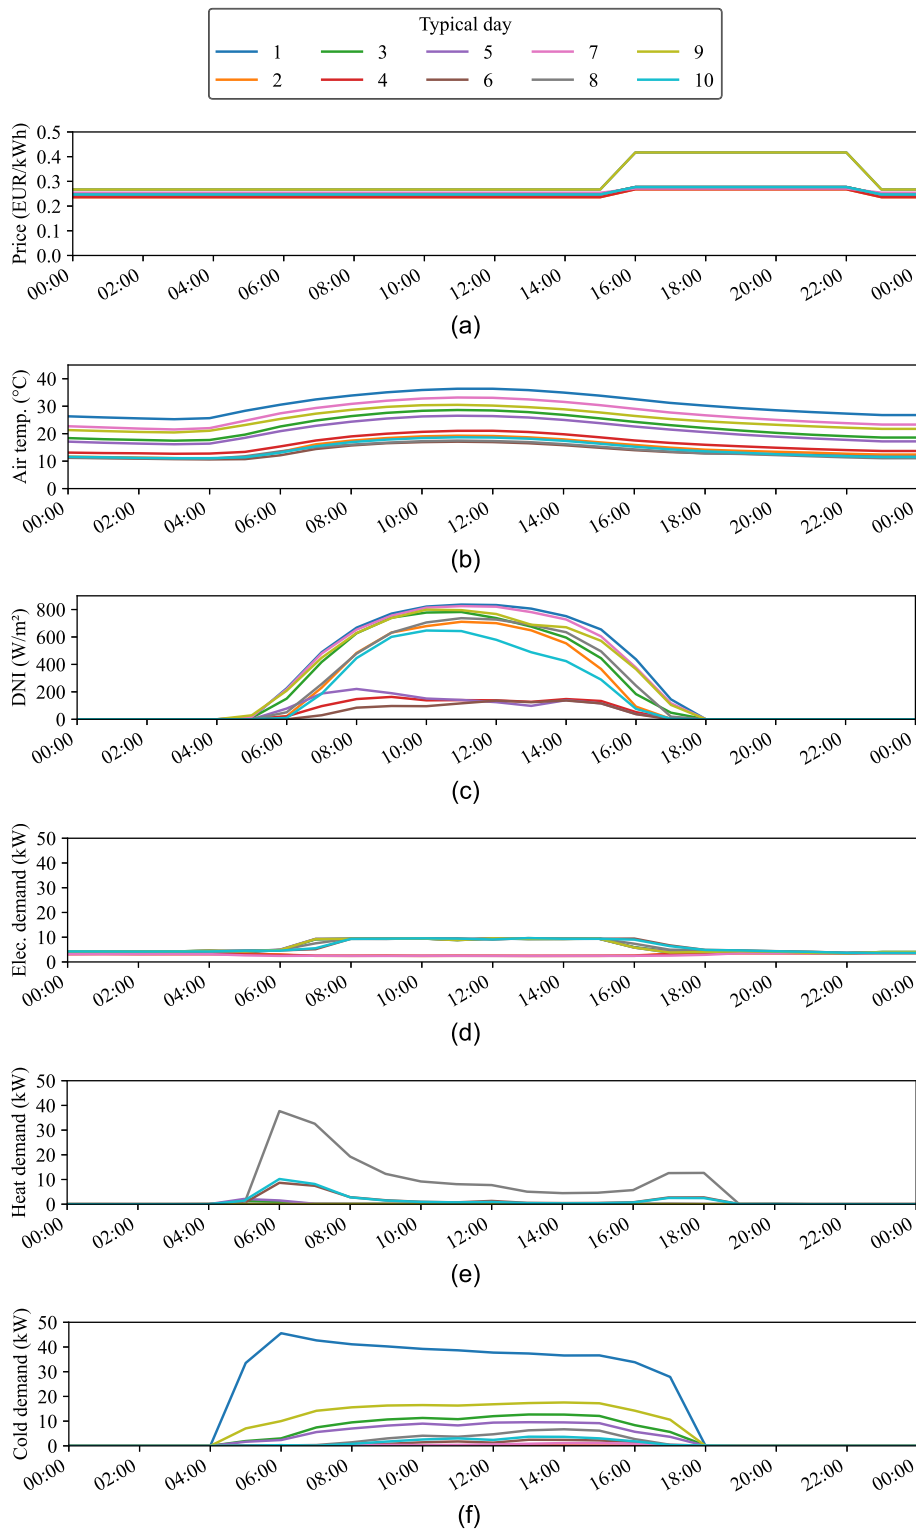 Typical day
1 3 5 7 9
2 4 6 8 10
Price (EUR/kWh)
0.5
0.4
0.3
0.2
0.1
0.0
00:00 02:00 04:00 06:00 08:00 10:00 12:00 14:00 16:00 18:00 20:00 22:00 00:00
(a)
Air temp. (°C)
40
30
20
10
0
00:00 02:00 04:00 06:00 08:00 10:00 12:00 14:00 16:00 18:00 20:00 22:00 00:00
(b)
DNI (W/m²)
800
600
400
200
0
00:00 02:00 04:00 06:00 08:00 10:00 12:00 14:00 16:00 18:00 20:00 22:00 00:00
(c)
Elec. demand (kW)
50
40
30
20
10
0
00:00 02:00 04:00 06:00 08:00 10:00 12:00 14:00 16:00 18:00 20:00 22:00 00:00
(d)
Heat demand (kW)
50
40
30
20
10
0
00:00 02:00 04:00 06:00 08:00 10:00 12:00 14:00 16:00 18:00 20:00 22:00 00:00
(e)
Cold demand (kW)
50
40
30
20
10
0
00:00 02:00 04:00 06:00 08:00 10:00 12:00 14:00 16:00 18:00 20:00 22:00 00:00
(f)